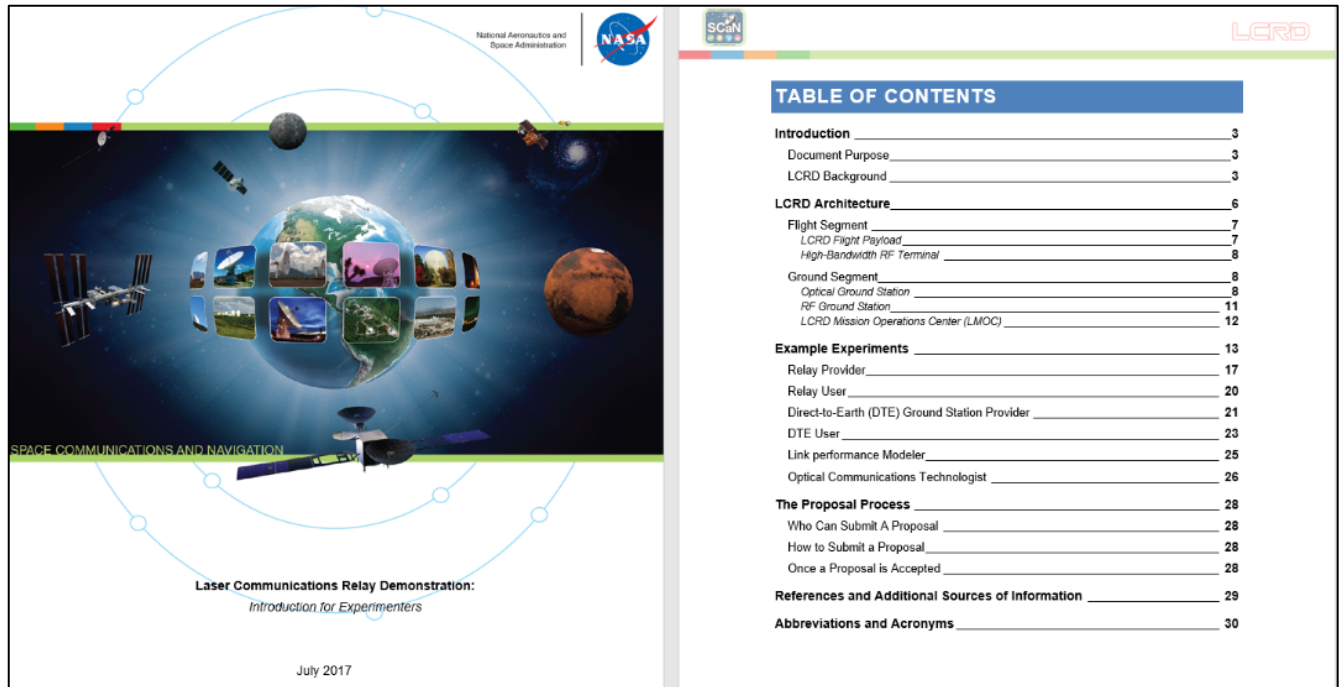 National Aeronautics and
Space Administration
NASA
SPACE COMMUNICATIONS AND NAVIGATION
Laser Communications Relay Demonstration:
Introduction for Experimenters
July 2017
SCaN
LCRD
TABLE OF CONTENTS
Introduction 3
Document Purpose 3
LCRD Background 3
LCRD Architecture 6
Flight Segment 7
LCRD Flight Payload 7
High-Bandwidth RF Terminal 8
Ground Segment 8
Optical Ground Station 8
RF Ground Station 11
LCRD Mission Operations Center (LMOC) 12
Example Experiments 13
Relay Provider 17
Relay User 20
Direct-to-Earth (DTE) Ground Station Provider 21
DTE User 23
Link performance Modeler 25
Optical Communications Technologist 26
The Proposal Process 28
Who Can Submit A Proposal 28
How to Submit a Proposal 28
Once a Proposal is Accepted 28
References and Additional Sources of Information 29
Abbreviations and Acronyms 30